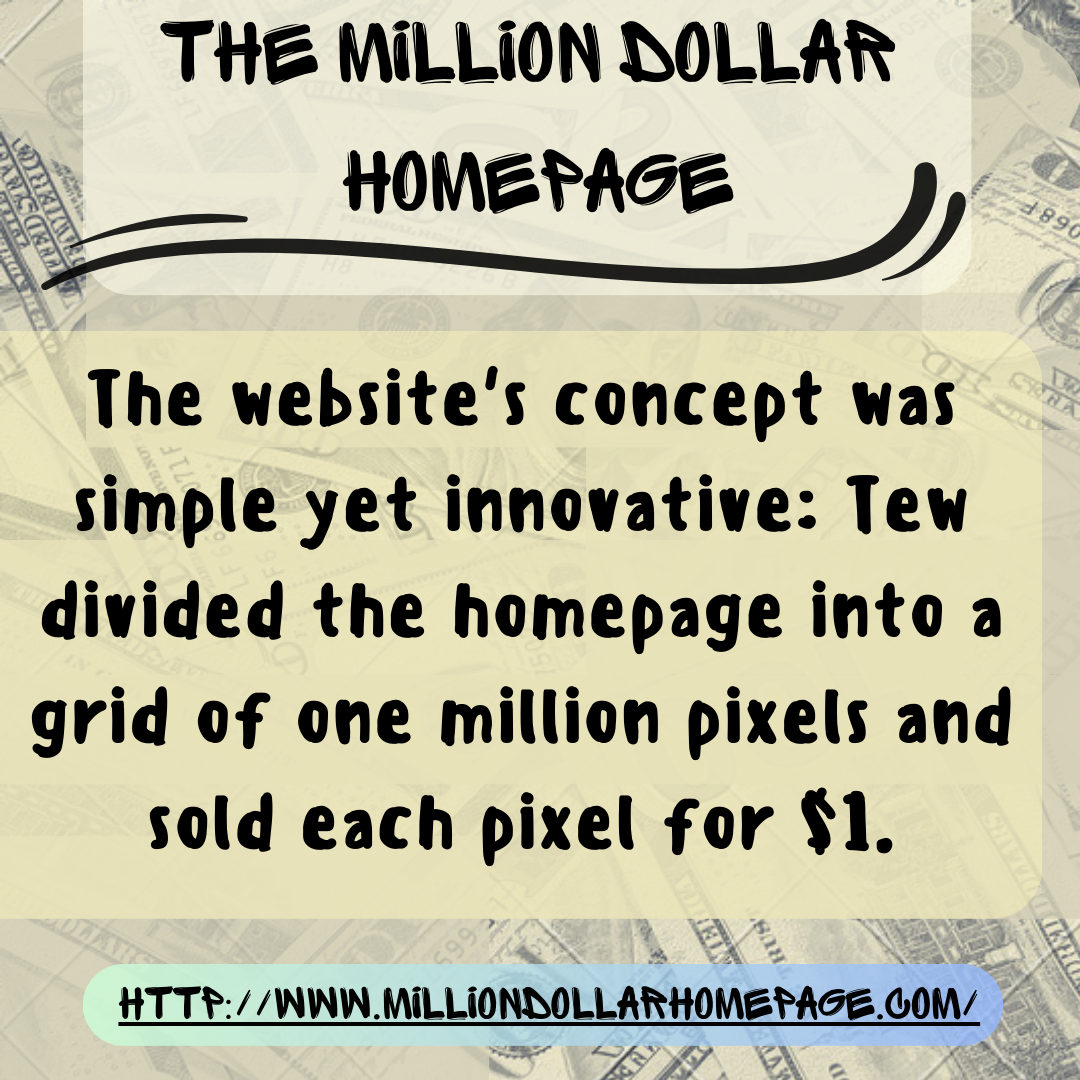 THE MILLION DOLLAR
HOMEPAGE
The website's concept was
simple yet innovative: Tew
divided the homepage into a
grid of one million pixels and
sold each pixel for $1.
HTTP://WWW.MILLIONDOLLARHOMEPAGE.COM/